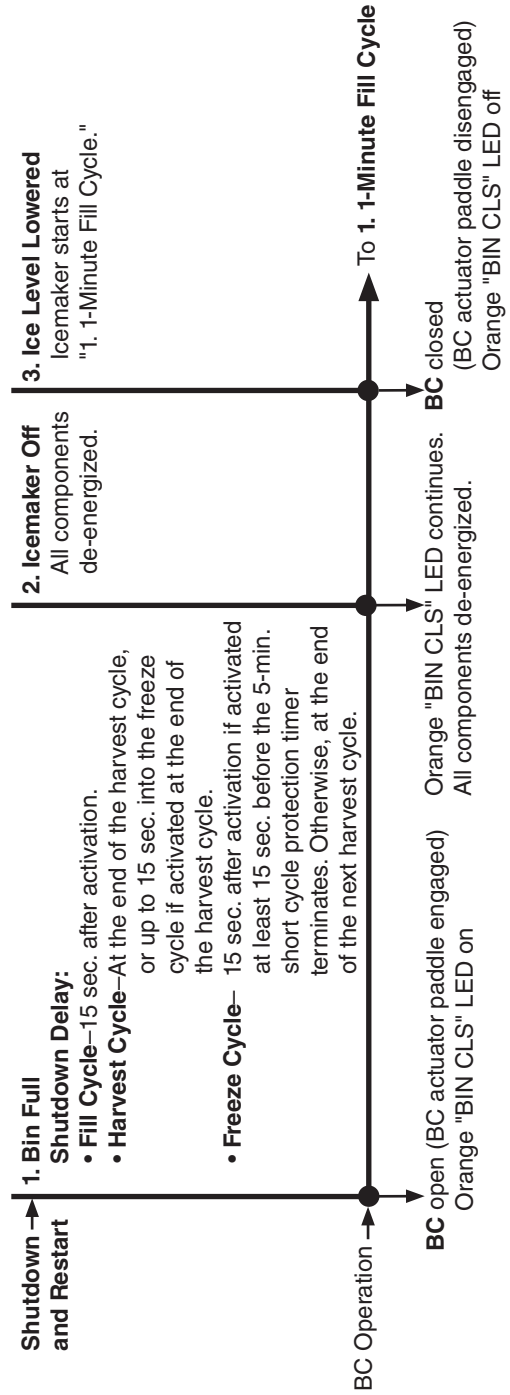 Shutdown
and Restart
1. Bin Full
Shutdown Delay:
• Fill Cycle–15 sec. after activation.
• Harvest Cycle–At the end of the harvest cycle,
or up to 15 sec. into the freeze
cycle if activated at the end of
the harvest cycle.
• Freeze Cycle– 15 sec. after activation if activated
at least 15 sec. before the 5-min.
short cycle protection timer
terminates. Otherwise, at the end
of the next harvest cycle.
2. Icemaker Off
All components
de-energized.
3. Ice Level Lowered
Icemaker starts at
"1. 1-Minute Fill Cycle."
BC Operation
To 1. 1-Minute Fill Cycle
BC open (BC actuator paddle engaged)
Orange "BIN CLS" LED on
Orange "BIN CLS" LED continues.
All components de-energized.
BC closed
(BC actuator paddle disengaged)
Orange "BIN CLS" LED off